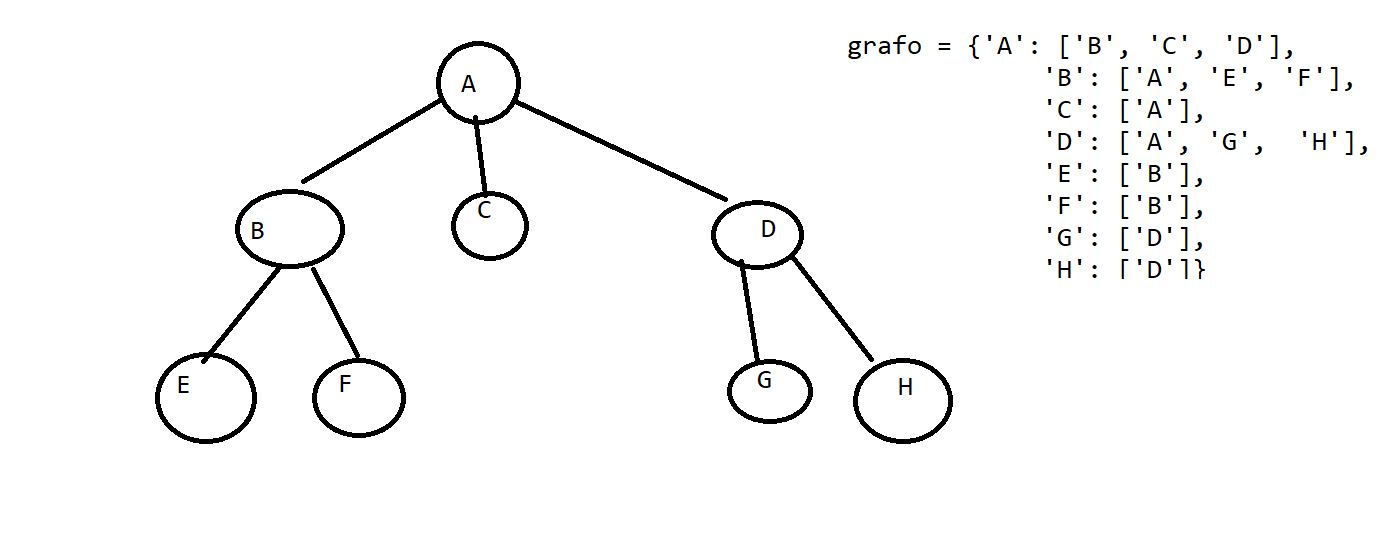 A
B
C
D
E
F
G
H
grafo = {'A': ['B', 'C', 'D'],
'B': ['A', 'E', 'F'],
'C': ['A'],
'D': ['A', 'G', 'H'],
'E': ['B'],
'F': ['B'],
'G': ['D'],
'H': ['D']}